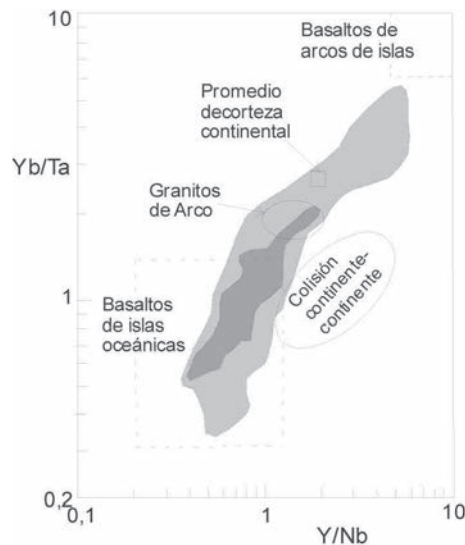 10
Basaltos de
arcos de islas
Promedio
decorteza
continental
Yb/Ta
Granitos
de Arco
Colisión
continente-
continente
1
Basaltos
de islas
oceánicas
0,2
0,1
1
10
Y/Nb